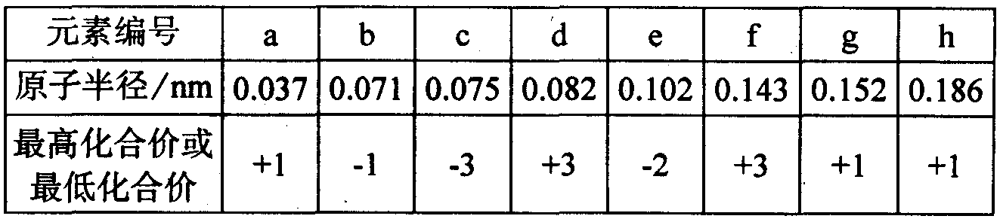 元素编号 a b c d e f g h
原子半径/nm 0.037 0.071 0.075 0.082 0.102 0.143 0.152 0.186
最高化合价或
最低化合价 +1 -1 -3 +3 -2 +3 +1 +1